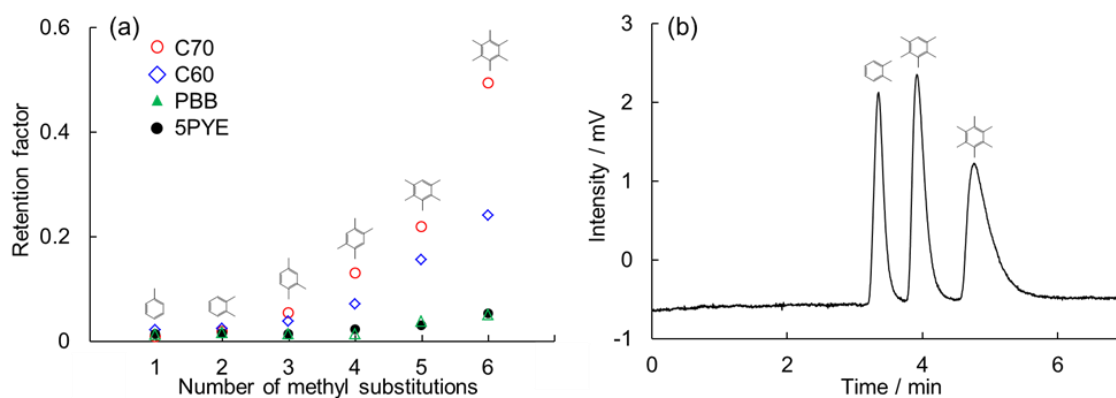 (a)
C70
C60
PBB
5PYE
Retention factor
0.6
0.4
0.2
0
1 2 3 4 5 6
Number of methyl substitutions
(b)
Intensity / mV
3
2
1
0
-1
0 2 4 6
Time / min